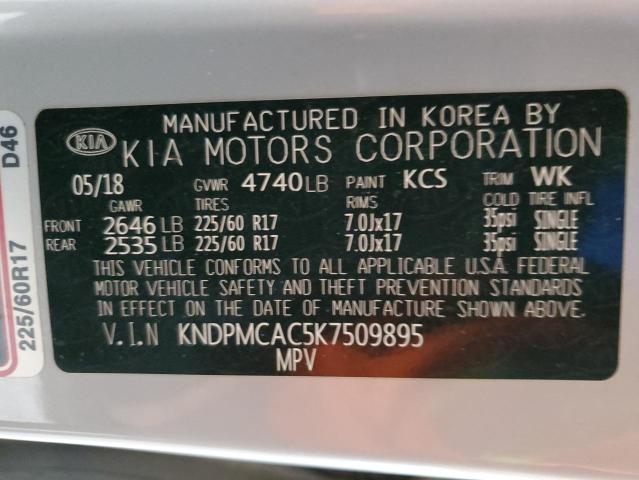 MANUFACTURED IN KOREA BY
KIA KIA MOTORS CORPORATION
05/18 GVWR 4740LB PAINT KCS TRIM WK
GAWR TIRES RIMS COLD TIRE INFL
FRONT 2646 LB 225/60 R17 7.0Jx17 35psi SINGLE
REAR 2535 LB 225/60 R17 7.0Jx17 35psi SINGLE
THIS VEHICLE CONFORMS TO ALL APPLICABLE U.S.A. FEDERAL
MOTOR VEHICLE SAFETY AND THEFT PREVENTION STANDARDS
IN EFFECT ON THE DATE OF MANUFACTURE SHOWN ABOVE.
V.I.N KNDPMCAC5K7509895
MPV
D46
225/60R17